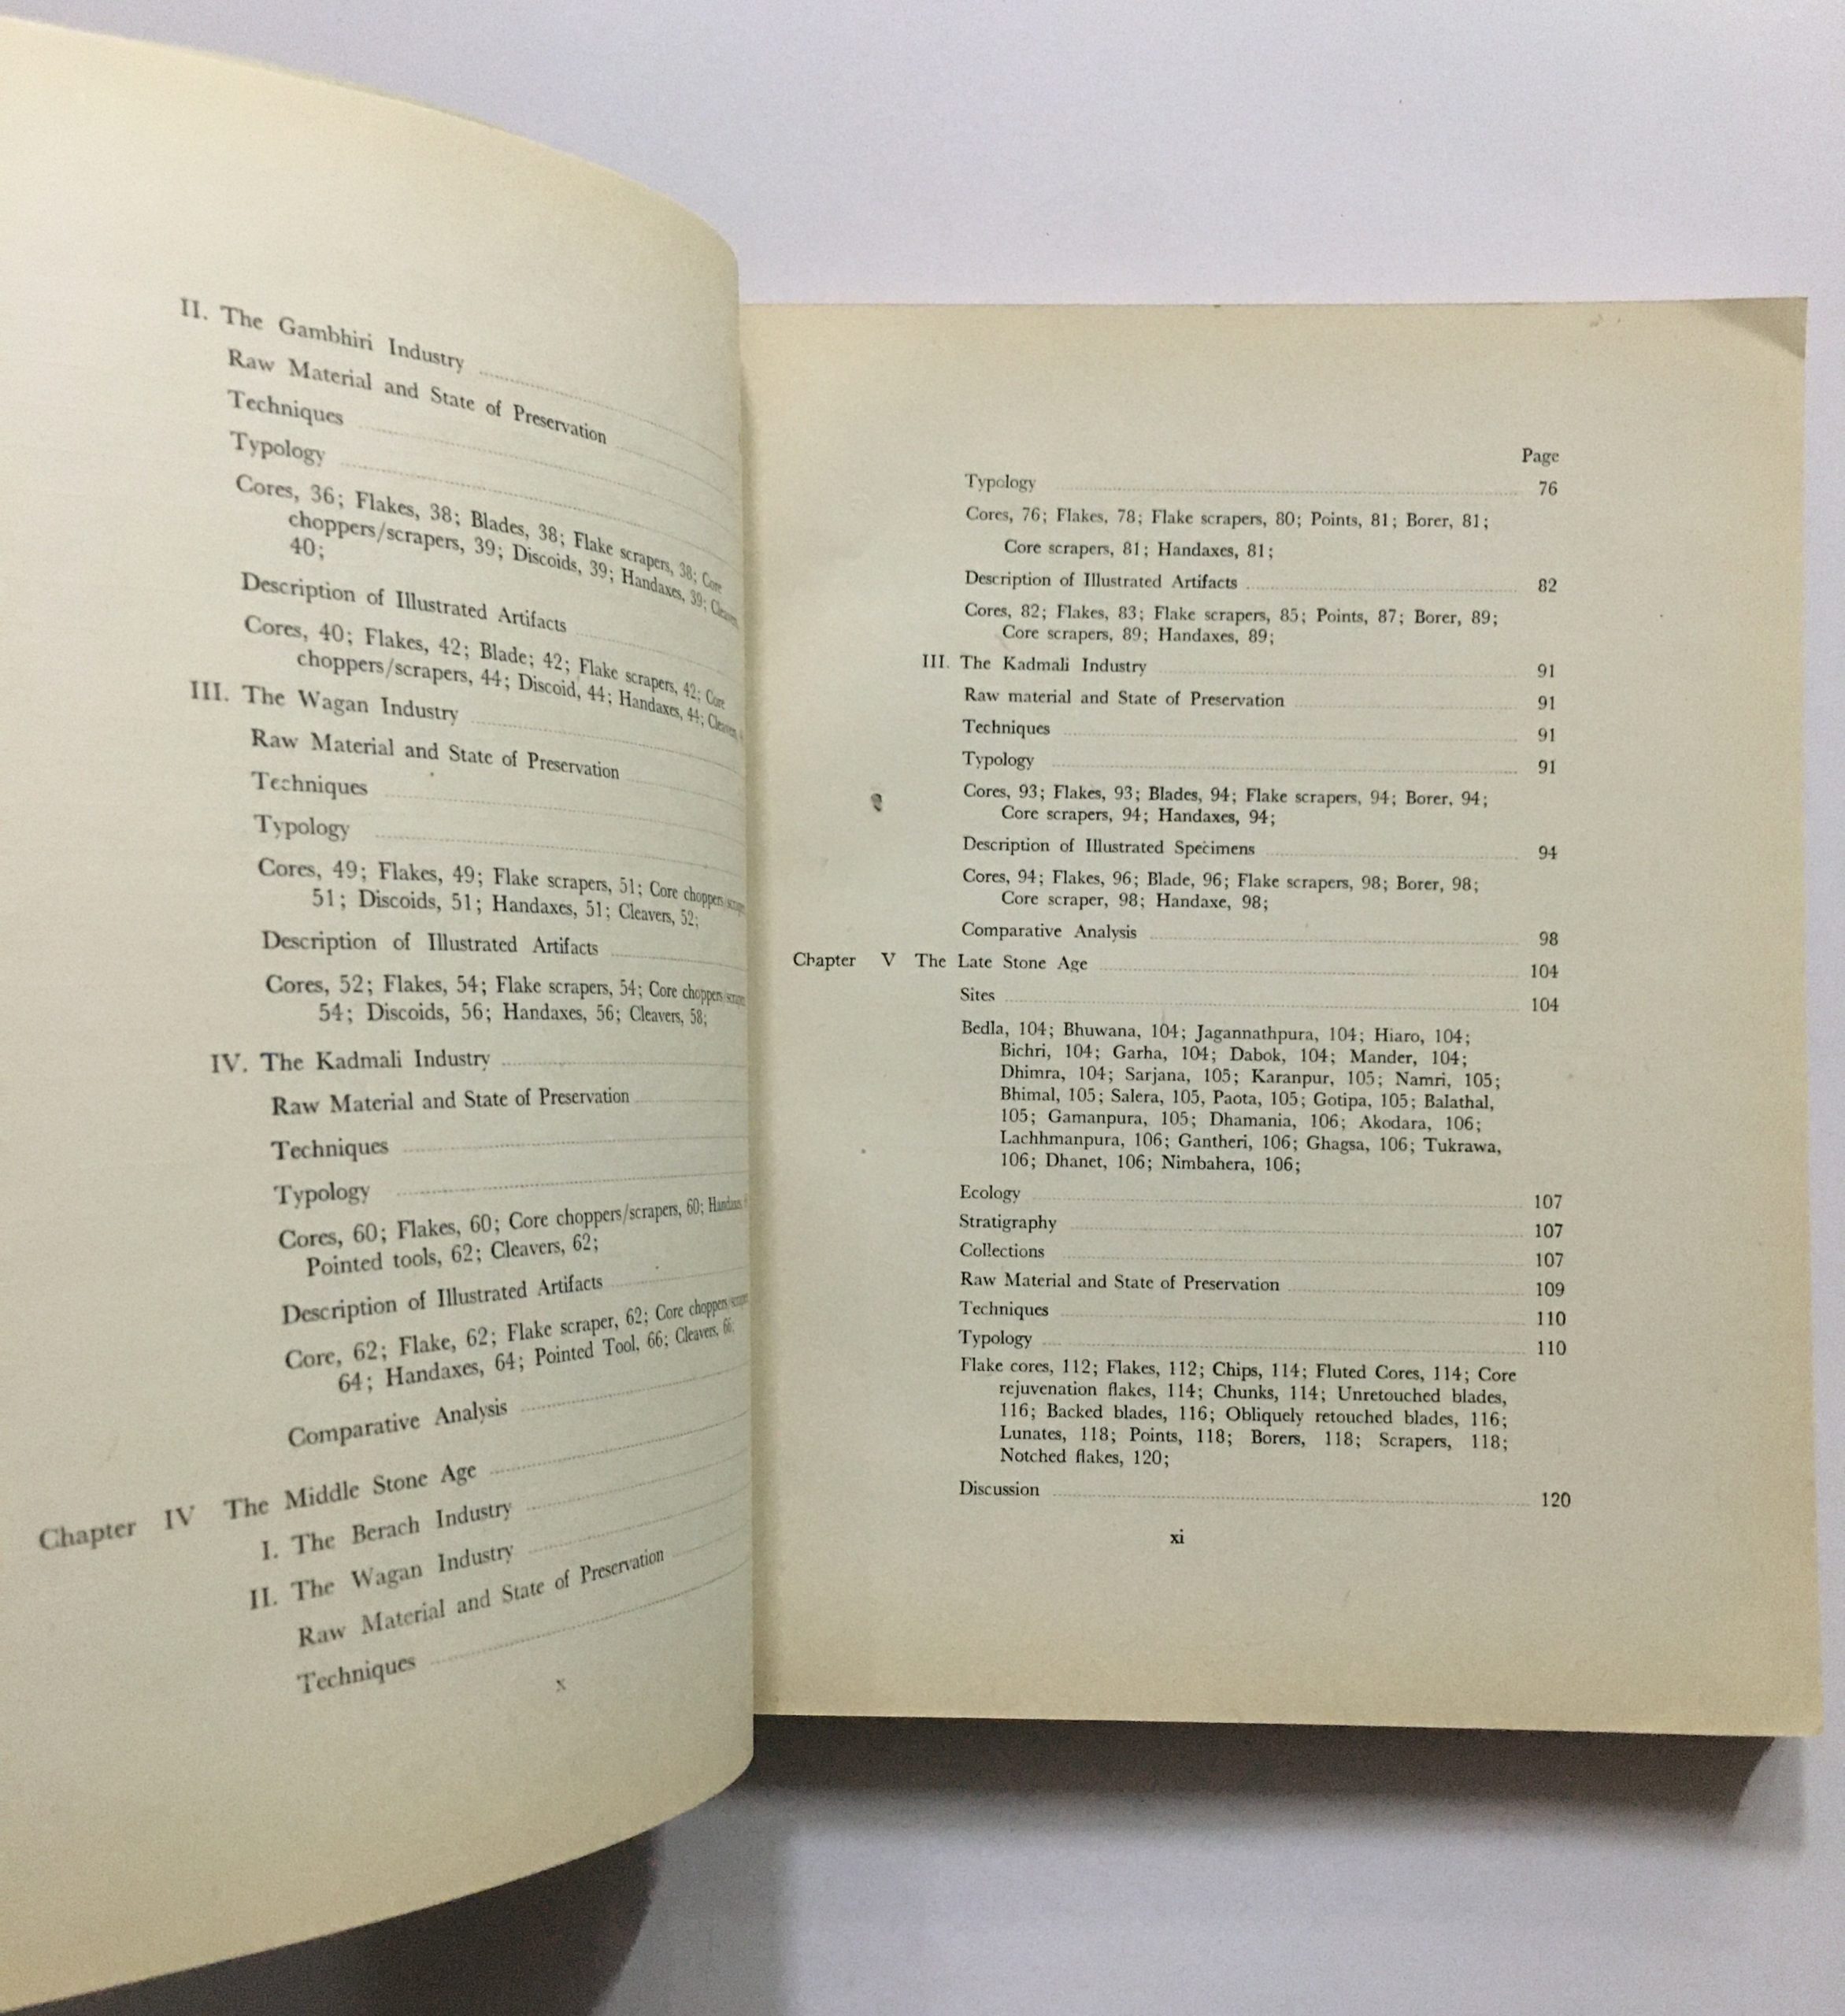 II. The Gambhiri Industry
Raw Material and State of Preservation
Techniques
Typology
Cores, 36; Flakes, 38; Blades, 38; Flake scrapers, 38; Core
choppers/scrapers, 39; Discoids, 39; Handaxes, 39; Cleavers,
40;
Description of Illustrated Artifacts
Cores, 40; Flakes, 42; Blade; 42; Flake scrapers, 42; Core
choppers/scrapers, 44; Discoid, 44; Handaxes, 44; Cleaver,
III. The Wagan Industry
Raw Material and State of Preservation
Techniques
Typology
Cores, 49; Flakes, 49; Flake scrapers, 51; Core choppers/
51; Discoids, 51; Handaxes, 51; Cleavers, 52;
Description of Illustrated Artifacts
Cores, 52; Flakes, 54; Flake scrapers, 54; Core choppers/
54; Discoids, 56; Handaxes, 56; Cleavers, 58;
IV. The Kadmali Industry
Raw Material and State of Preservation
Techniques
Typology
Cores, 60; Flakes, 60; Core choppers/scrapers, 60; Handaxes
Pointed tools, 62; Cleavers, 62;
Description of Illustrated Artifacts
Core, 62; Flake, 62; Flake scraper, 62; Core choppers/
64; Handaxes, 64; Pointed Tool, 66; Cleavers, 66;
Comparative Analysis
Chapter IV The Middle Stone Age
I. The Berach Industry
II. The Wagan Industry
Raw Material and State of Preservation
Techniques
x
Page
Typology 76
Cores, 76; Flakes, 78; Flake scrapers, 80; Points, 81; Borer, 81;
Core scrapers, 81; Handaxes, 81;
Description of Illustrated Artifacts 82
Cores, 82; Flakes, 83; Flake scrapers, 85; Points, 87; Borer, 89;
Core scrapers, 89; Handaxes, 89;
III. The Kadmali Industry 91
Raw material and State of Preservation 91
Techniques 91
Typology 91
Cores, 93; Flakes, 93; Blades, 94; Flake scrapers, 94; Borer, 94;
Core scrapers, 94; Handaxes, 94;
Description of Illustrated Specimens 94
Cores, 94; Flakes, 96; Blade, 96; Flake scrapers, 98; Borer, 98;
Core scraper, 98; Handaxe, 98;
Comparative Analysis 98
Chapter V The Late Stone Age 104
Sites 104
Bedla, 104; Bhuwana, 104; Jagannathpura, 104; Hiaro, 104;
Bichri, 104; Garha, 104; Dabok, 104; Mander, 104;
Dhimra, 104; Sarjana, 105; Karanpur, 105; Namri, 105;
Bhimal, 105; Salera, 105, Paota, 105; Gotipa, 105; Balathal,
105; Gamanpura, 105; Dhamania, 106; Akodara, 106;
Lachhmanpura, 106; Gantheri, 106; Ghagsa, 106; Tukrawa,
106; Dhanet, 106; Nimbahera, 106;
Ecology 107
Stratigraphy 107
Collections 107
Raw Material and State of Preservation 109
Techniques 110
Typology 110
Flake cores, 112; Flakes, 112; Chips, 114; Fluted Cores, 114; Core
rejuvenation flakes, 114; Chunks, 114; Unretouched blades,
116; Backed blades, 116; Obliquely retouched blades, 116;
Lunates, 118; Points, 118; Borers, 118; Scrapers, 118;
Notched flakes, 120;
Discussion 120
xi